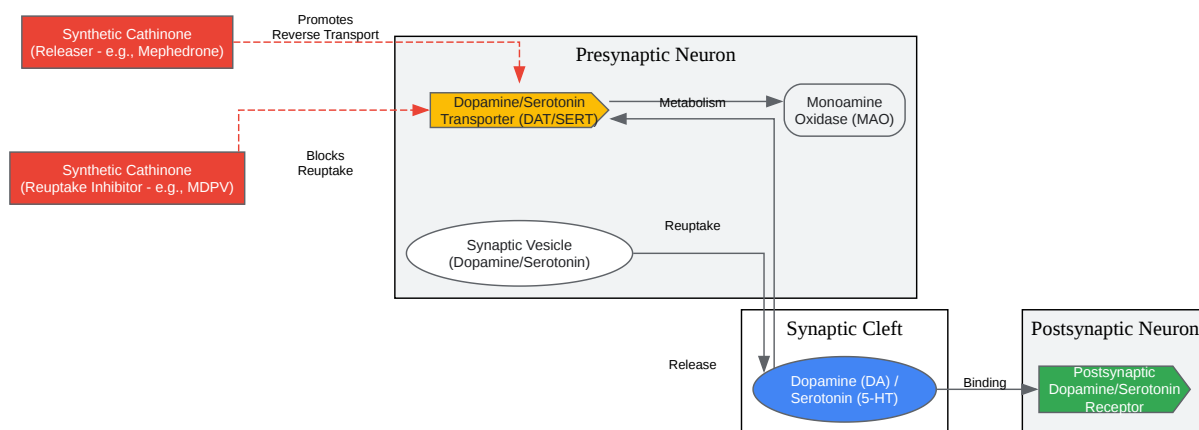 Promotes
Reverse Transport
Synthetic Cathinone
(Releaser - e.g., Mephedrone)
Presynaptic Neuron
Dopamine/Serotonin
Transporter (DAT/SERT)
Metabolism
Monoamine
Oxidase (MAO)
Blocks
Reuptake
Synthetic Cathinone
(Reuptake Inhibitor - e.g., MDPV)
Reuptake
Synaptic Vesicle
(Dopamine/Serotonin)
Synaptic Cleft
Postsynaptic Neuron
Release
Dopamine (DA) /
Serotonin (5-HT)
Binding
Postsynaptic
Dopamine/Serotonin
Receptor